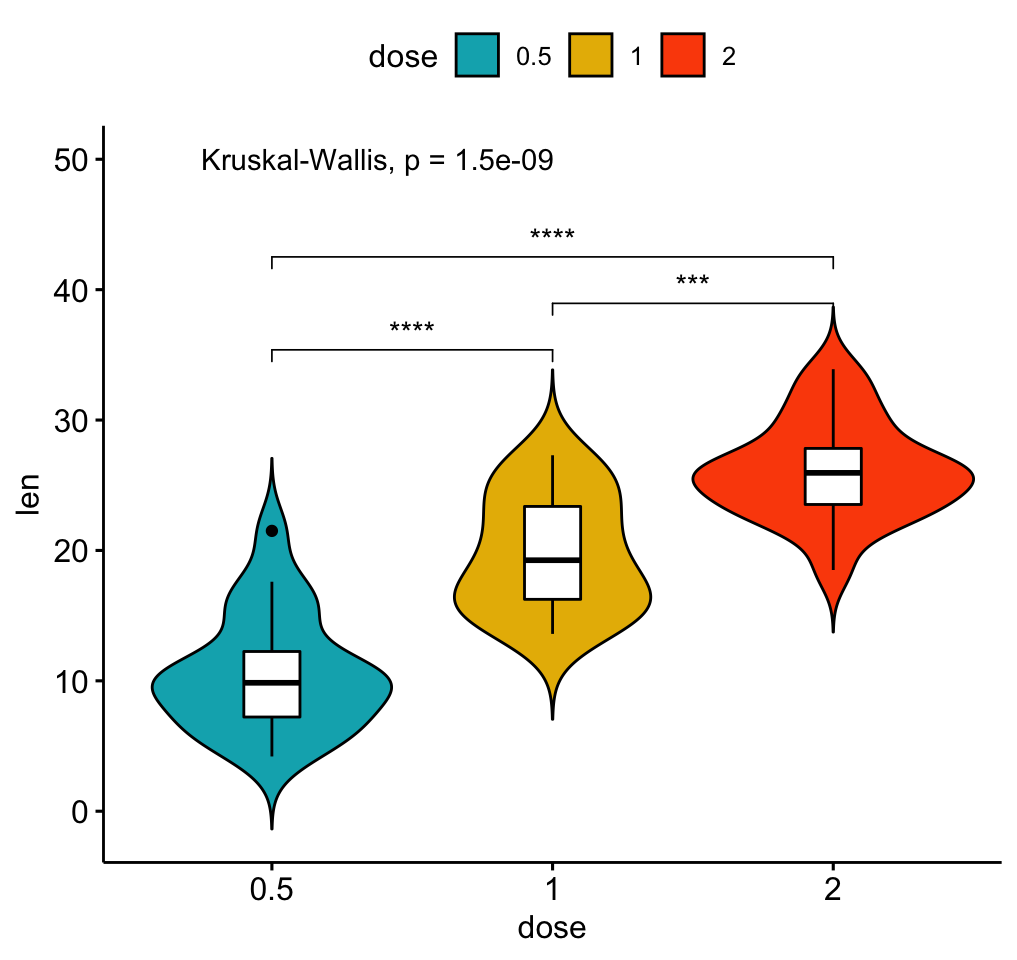 dose 0.5 1 2
50
Kruskal-Wallis, p = 1.5e-09
****
40
***
****
30
len
20
10
0
0.5 1 2
dose